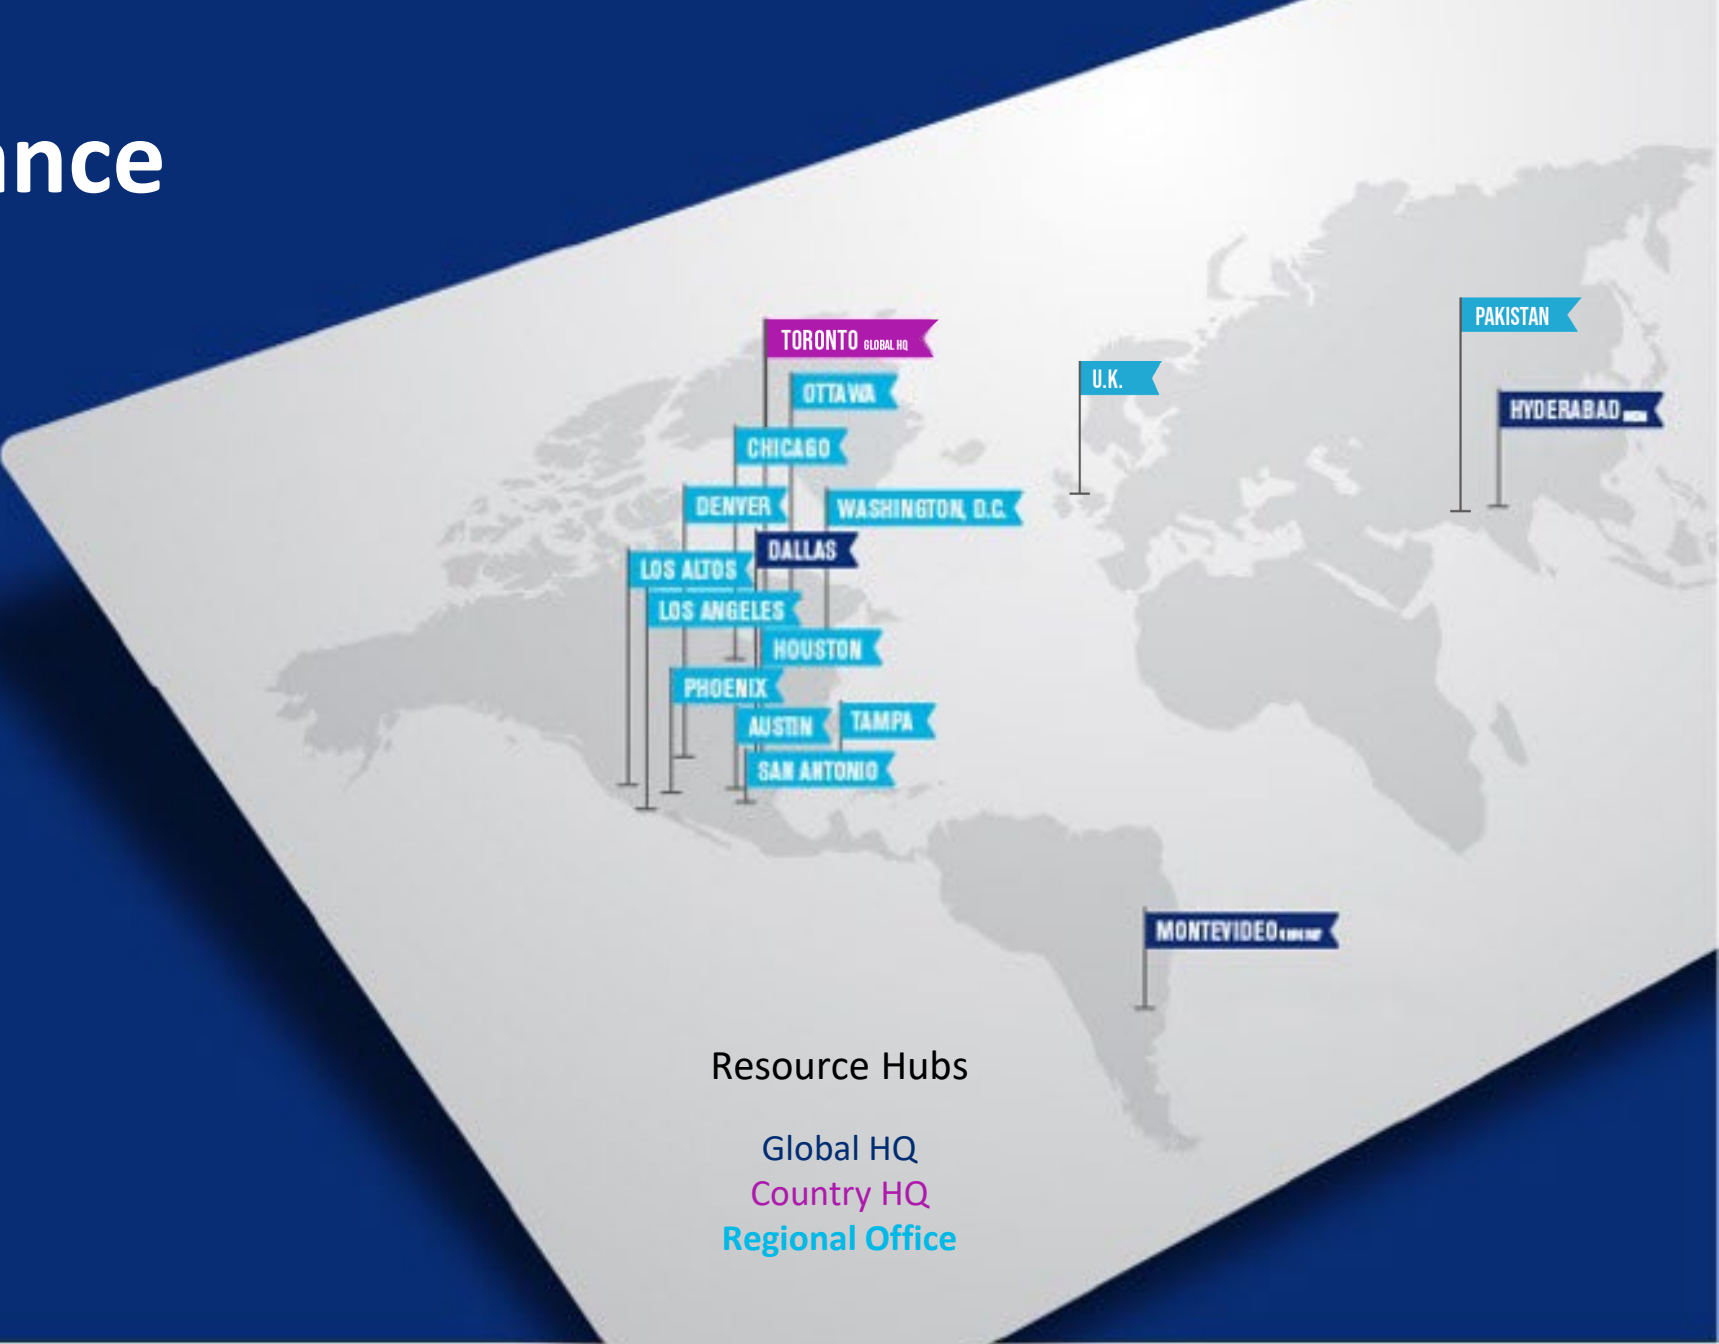 ance
TORONTO GLOBAL HQ
PAKISTAN
U.K.
OTTAWA
HYDERABAD
CHICAGO
DENVER
WASHINGTON, D.C.
DALLAS
LOS ALTOS
LOS ANGELES
HOUSTON
PHOENIX
AUSTIN
TAMPA
SAN ANTONIO
MONTEVIDEO
Resource Hubs
Global HQ
Country HQ
Regional Office